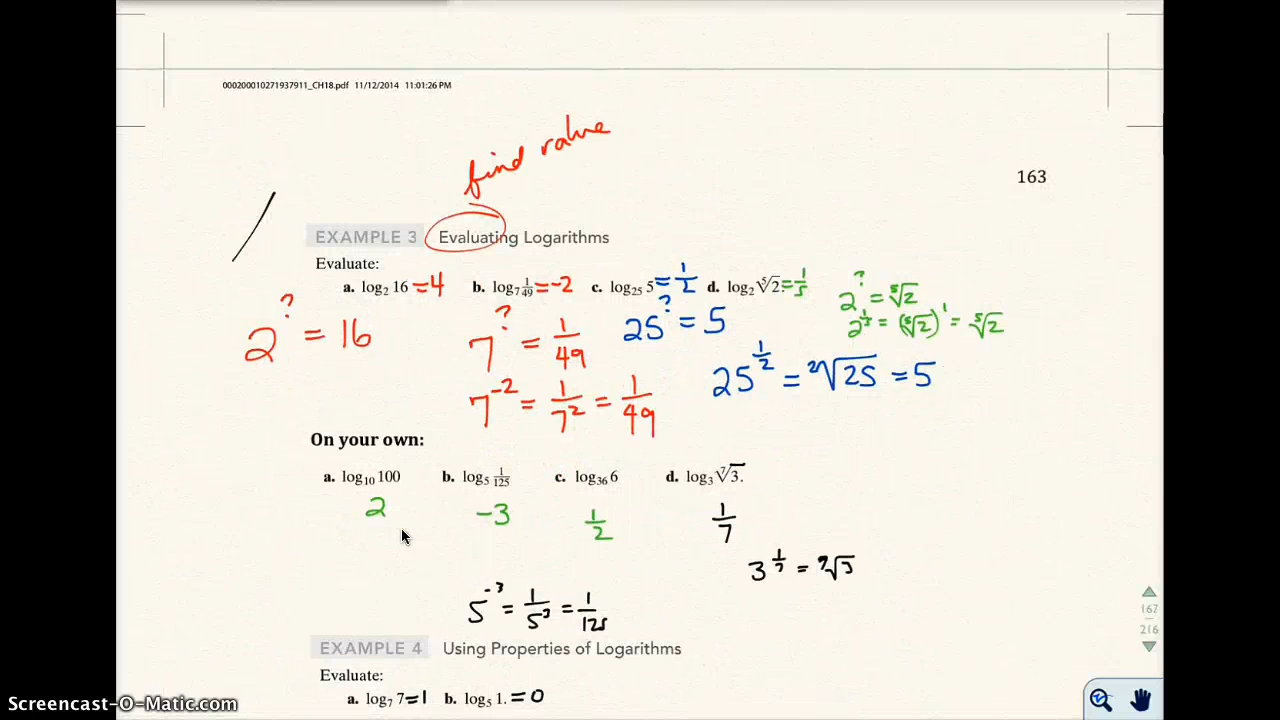 000200010271937911_CH18.pdf 11/12/2014 11:01:26 PM
find value
163
EXAMPLE 3 Evaluating Logarithms
Evaluate:
a. log₂ 16 = 4 b. log₇ 1/49 = -2 c. log₂₅ 5 = 1/2 d. log₂ ⁵√2. = 1/5
2^? = ⁵√2
2^? = 16 7^? = 1/49 25^? = 5 2^(1/5) = (⁵√2)^1 = ⁵√2
7^-2 = 1/7² = 1/49 25^(1/2) = ²√25 = 5
On your own:
a. log₁₀ 100 b. log₅ 1/125 c. log₃₆ 6 d. log₃ ⁷√3.
2 -3 1/2 1/7
3^(1/7) = ⁷√3
5^-3 = 1/5³ = 1/125
EXAMPLE 4 Using Properties of Logarithms
Evaluate:
a. log₇ 7 = 1 b. log₅ 1. = 0
167
216
Screencast-O-Matic.com